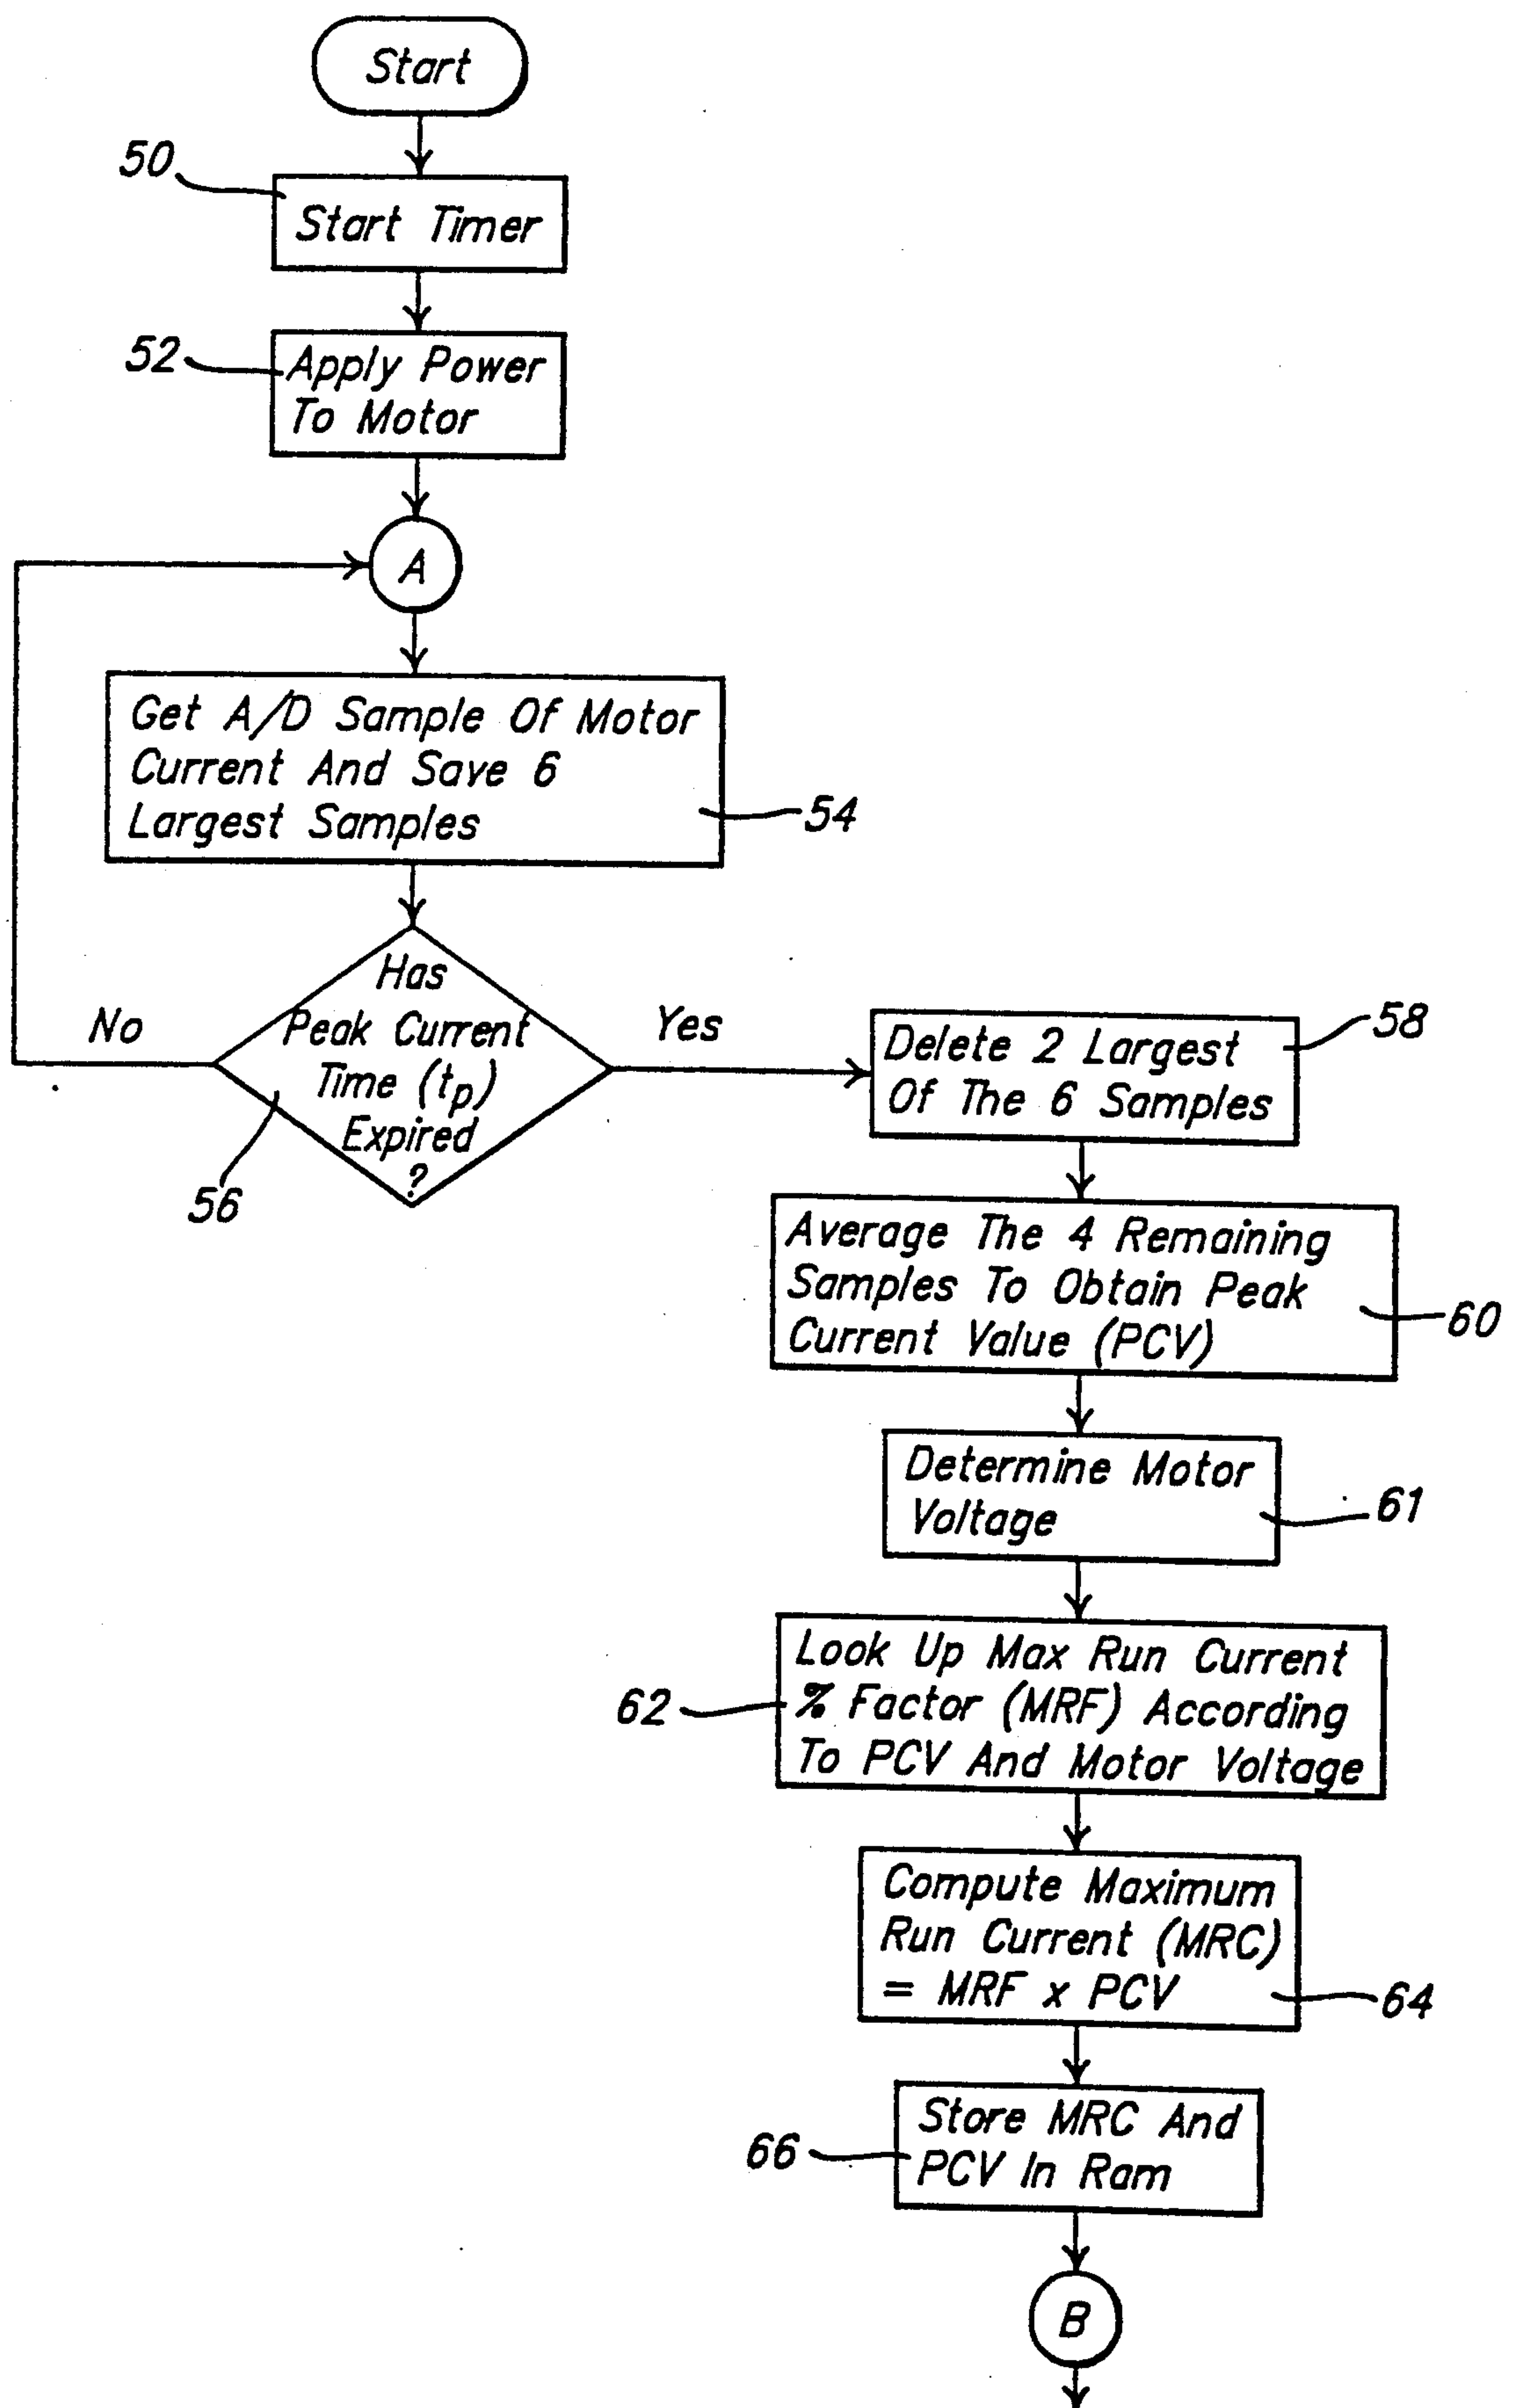 Start
50
Start Timer
52
Apply Power
To Motor
A
Get A/D Sample Of Motor
Current And Save 6
Largest Samples
54
Has
Peak Current
Time (tp)
Expired
?
56
No
Yes
Delete 2 Largest
Of The 6 Samples
58
Average The 4 Remaining
Samples To Obtain Peak
Current Value (PCV)
60
Determine Motor
Voltage
61
Look Up Max Run Current
% Factor (MRF) According
To PCV And Motor Voltage
62
Compute Maximum
Run Current (MRC)
= MRF x PCV
64
Store MRC And
PCV In Ram
66
B